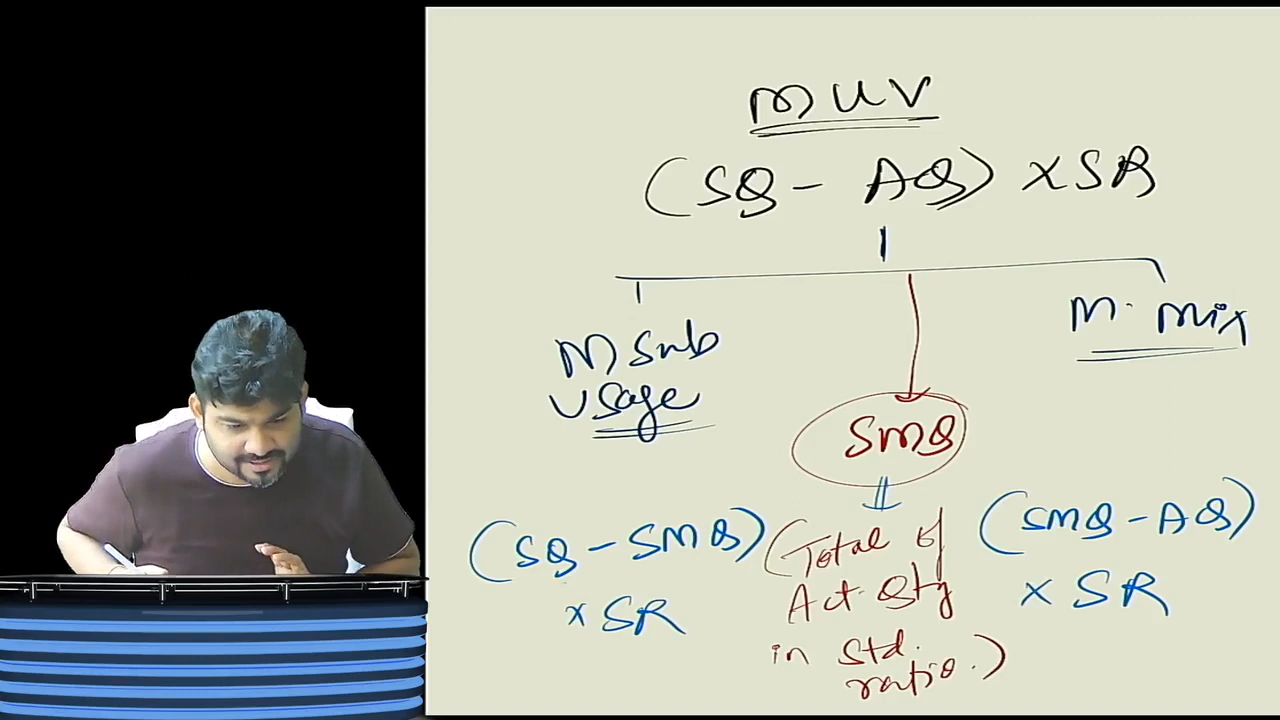 MUV
(SQ - AQ) x SR
M Sub
usage
M. mix
SMQ
(SQ - SMQ)
x SR
(Total of
Act. Qty
in Std.
ratio.)
(SMQ - AQ)
x SR